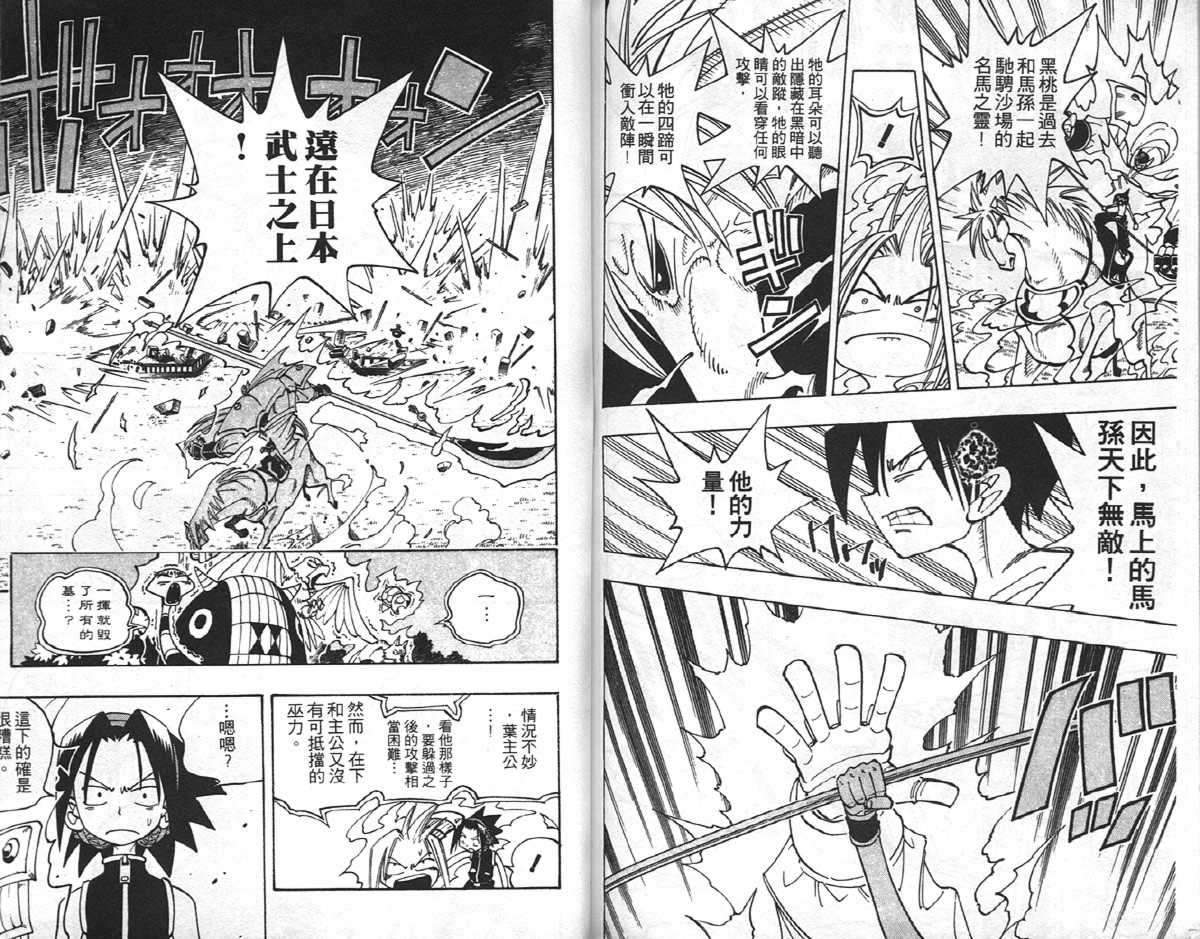 黑桃是過去
和馬孫一起
馳騁沙場的
名馬之靈！
！
牠的耳朵可以聽
出隱藏在黑暗中
的敵蹤，牠的眼
睛可以看穿任何
攻擊，
牠的四蹄可
以在一瞬間
衝入敵陣！
因此，馬上的馬
孫天下無敵！
他的力
量！
遠在日本
武士之上
！
ドォオオオォン
一…
一揮就毀
了所有的
墓…？
情況不妙
，葉主公
…！
看他那樣子
，要躲過之
後的攻擊相
當困難…
然而，在下
和主公又沒
有可抵擋的
巫力。
！
…嗯嗯？
這下的確是
很糟糕。